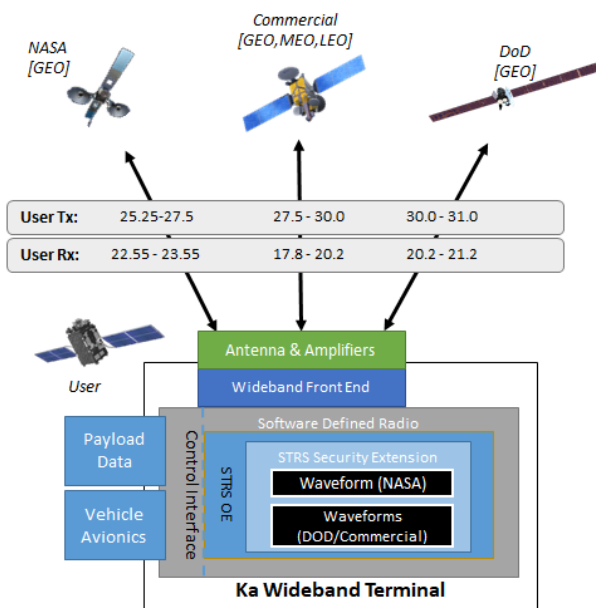 NASA
[GEO]
Commercial
[GEO,MEO,LEO]
DoD
[GEO]
User Tx: 25.25-27.5 27.5 - 30.0 30.0 - 31.0
User Rx: 22.55 - 23.55 17.8 - 20.2 20.2 - 21.2
User
Antenna & Amplifiers
Wideband Front End
Software Defined Radio
Payload
Data
Vehicle
Avionics
Control Interface
STRS OE
STRS Security Extension
Waveform (NASA)
Waveforms
(DOD/Commercial)
Ka Wideband Terminal